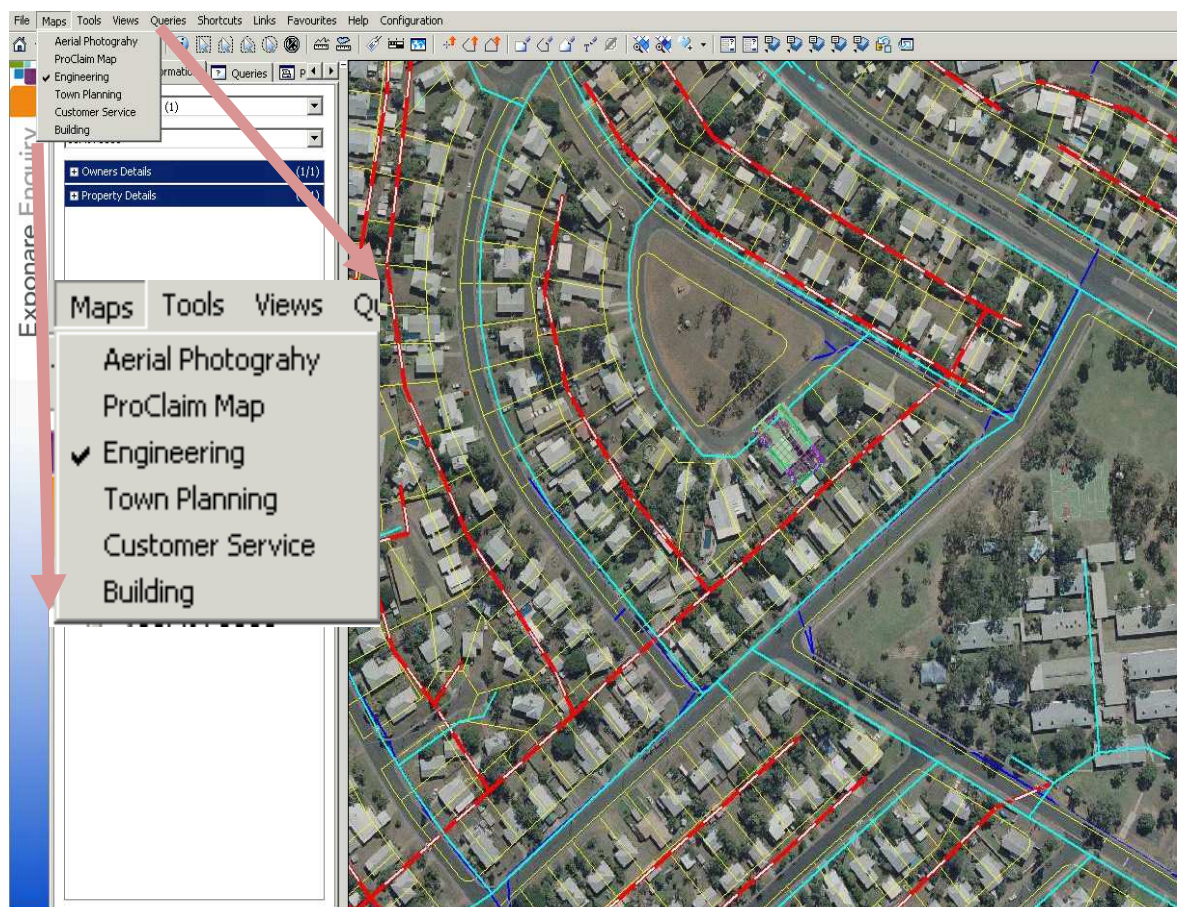 File Maps Tools Views Queries Shortcuts Links Favourites Help Configuration
Aerial Photograhy
ProClaim Map
Engineering
Town Planning
Customer Service
Building
Queries P
(1)
Owners Details (1/1)
Property Details
Exponare Enquiry
Maps Tools Views Qu
Aerial Photograhy
ProClaim Map
Engineering
Town Planning
Customer Service
Building